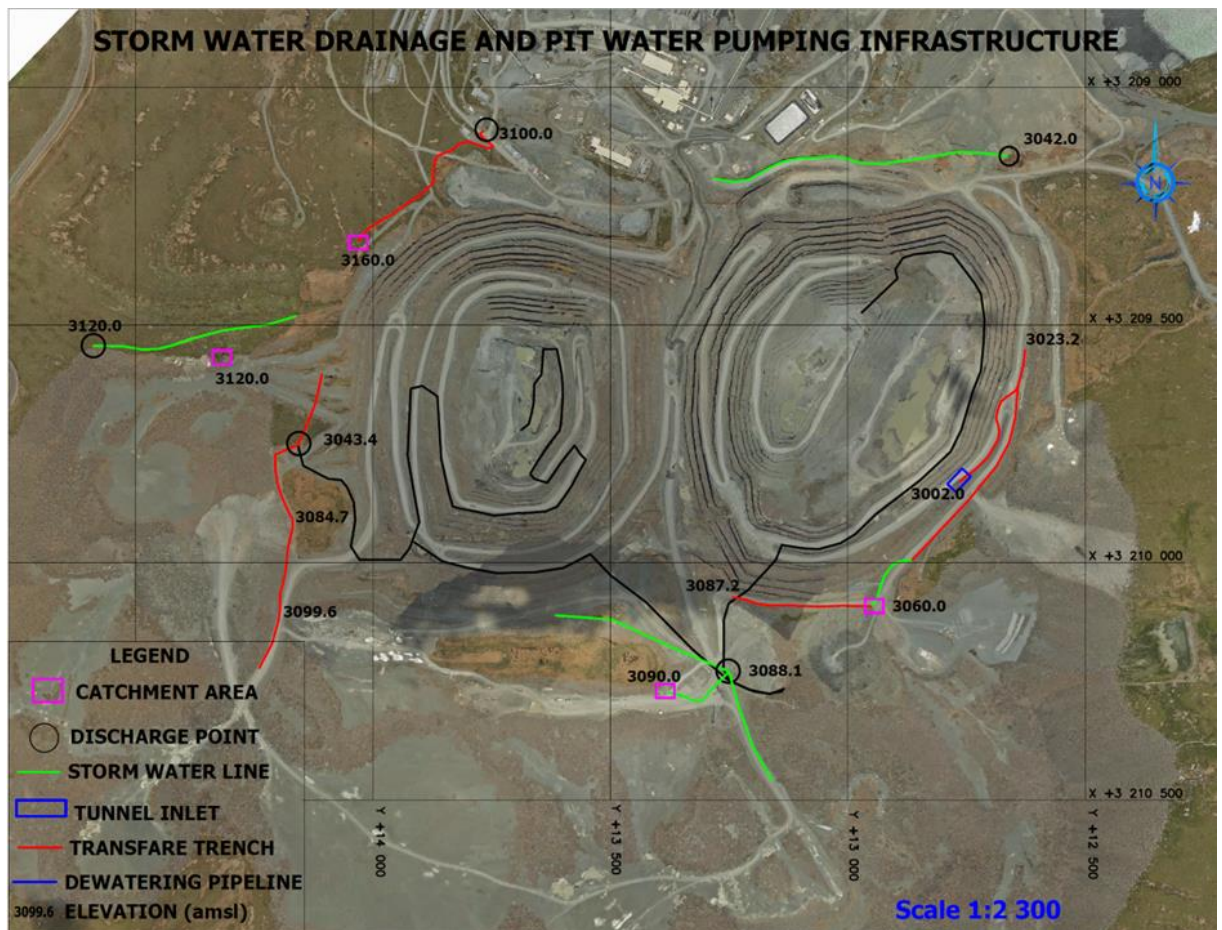 STORM WATER DRAINAGE AND PIT WATER PUMPING INFRASTRUCTURE
X +3 209 000
3100.0
3042.0
N
3160.0
3120.0
X +3 209 500
3023.2
3120.0
3043.4
3002.0
3084.7
X +3 210 000
3087.2
3060.0
3099.6
3090.0
3088.1
LEGEND
CATCHMENT AREA
DISCHARGE POINT
STORM WATER LINE
TUNNEL INLET
TRANSFARE TRENCH
DEWATERING PIPELINE
3099.6 ELEVATION (amsl)
X +3 210 500
Y +14 000
Y +13 500
Y +13 000
Y +12 500
Scale 1:2 300